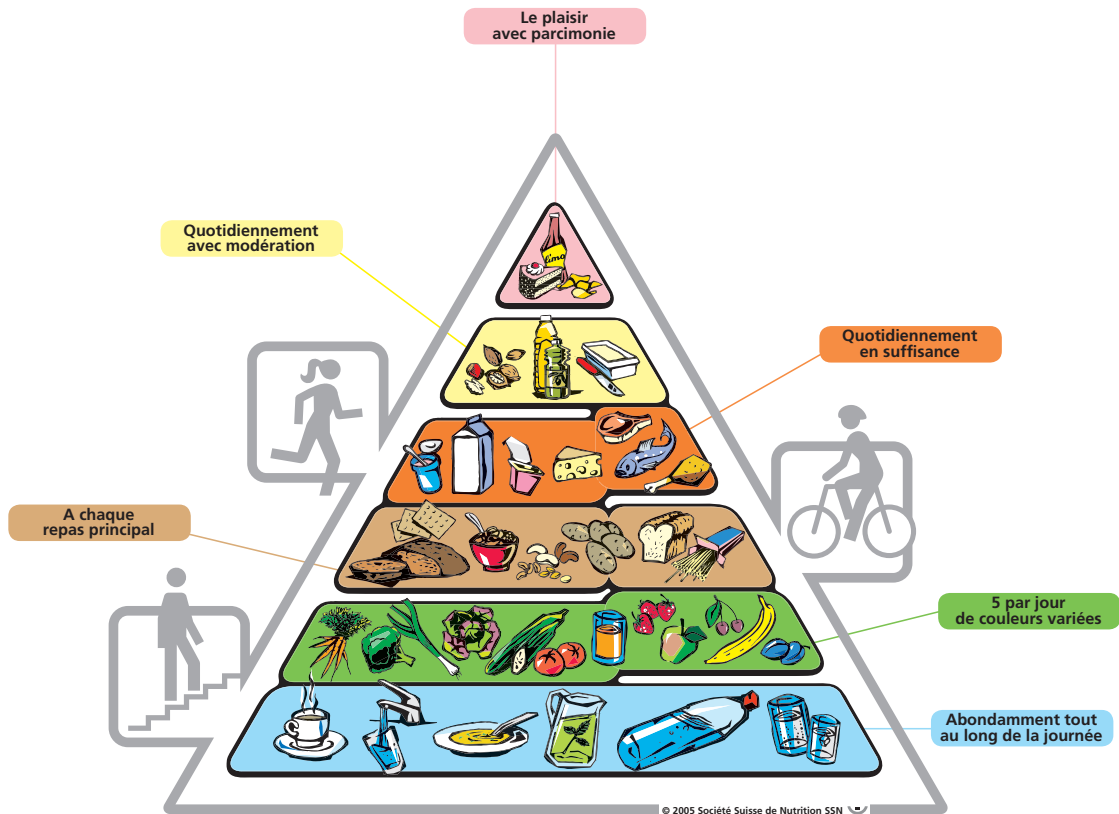 Le plaisir
avec parcimonie
Quotidiennement
avec modération
limo
Quotidiennement
en suffisance
A chaque
repas principal
5 par jour
de couleurs variées
Abondamment tout
au long de la journée
© 2005 Société Suisse de Nutrition SSN